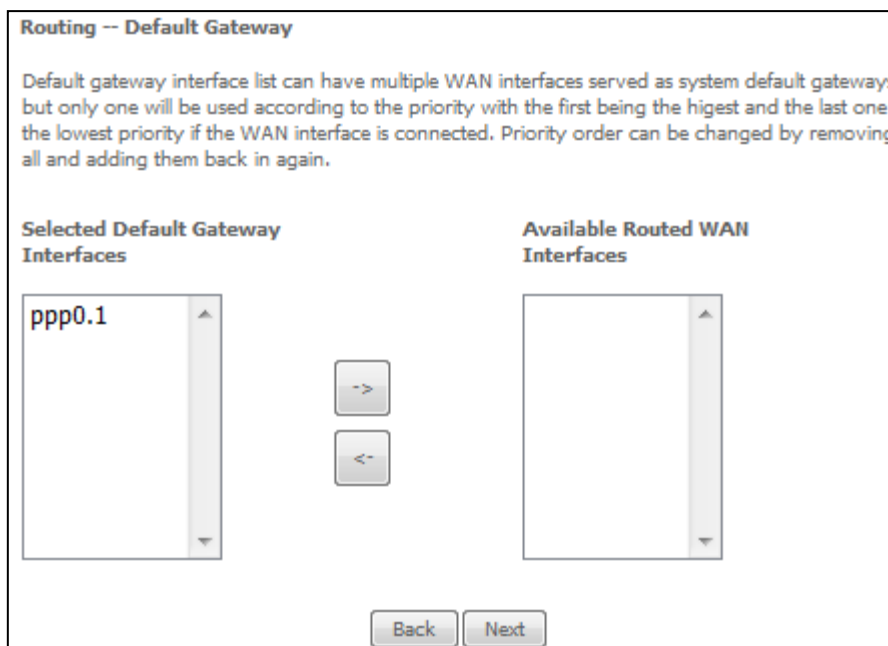 Routing -- Default Gateway
Default gateway interface list can have multiple WAN interfaces served as system default gateways
but only one will be used according to the priority with the first being the higest and the last one
the lowest priority if the WAN interface is connected. Priority order can be changed by removing
all and adding them back in again.
Selected Default Gateway
Interfaces
Available Routed WAN
Interfaces
ppp0.1
->
<-
Back
Next